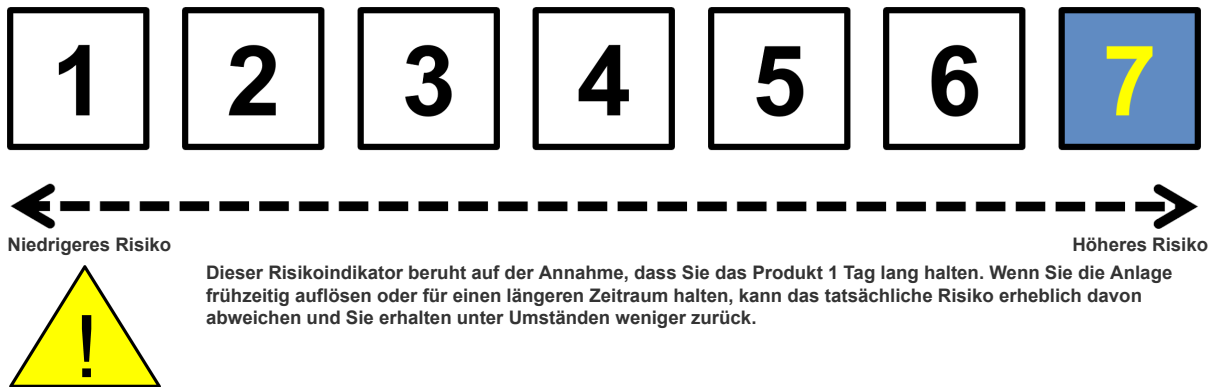 1 2 3 4 5 6 7
Niedrigeres Risiko Höheres Risiko
Dieser Risikoindikator beruht auf der Annahme, dass Sie das Produkt 1 Tag lang halten. Wenn Sie die Anlage
frühzeitig auflösen oder für einen längeren Zeitraum halten, kann das tatsächliche Risiko erheblich davon
abweichen und Sie erhalten unter Umständen weniger zurück.
!